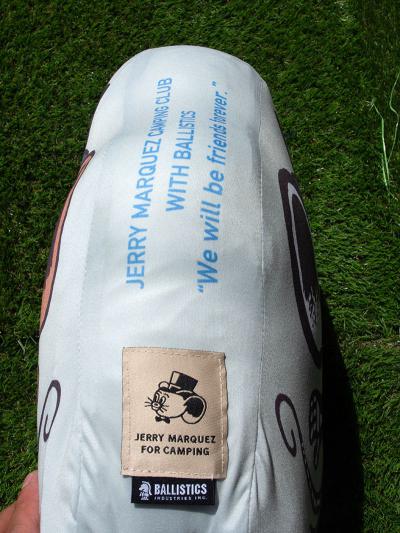 JERRY MARQUEZ CAMPING CLUB
WITH BALLISTICS
"We will be friends forever."
JERRY MARQUEZ
FOR CAMPING
BALLISTICS
INDUSTRIES INC.